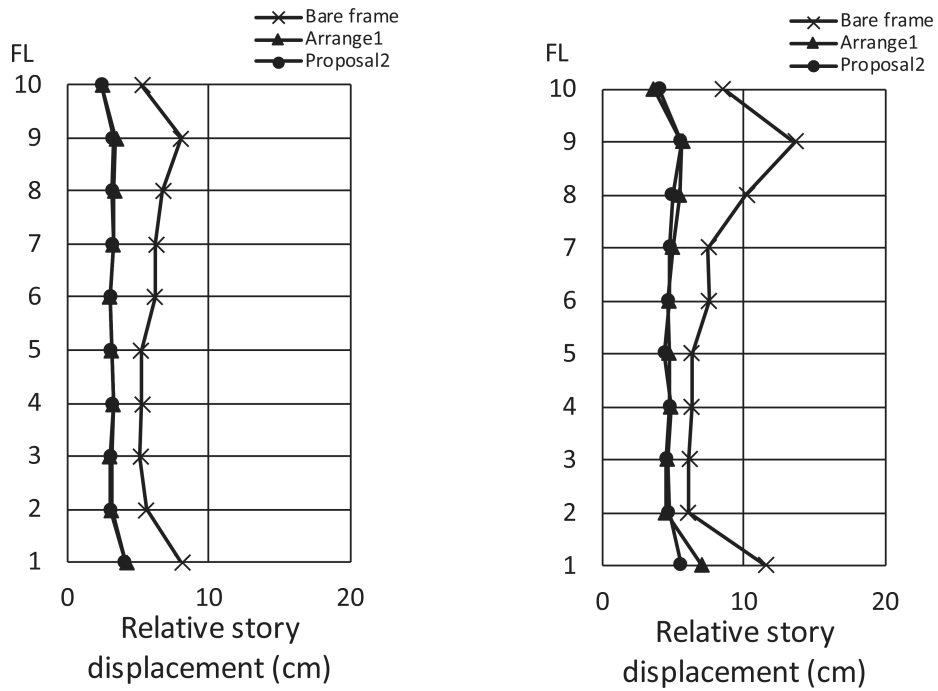 Bare frame
Arrange1
Proposal2
FL
10
9
8
7
6
5
4
3
2
1
0 10 20
Relative story
displacement (cm)
Bare frame
Arrange1
Proposal2
FL
10
9
8
7
6
5
4
3
2
1
0 10 20
Relative story
displacement (cm)